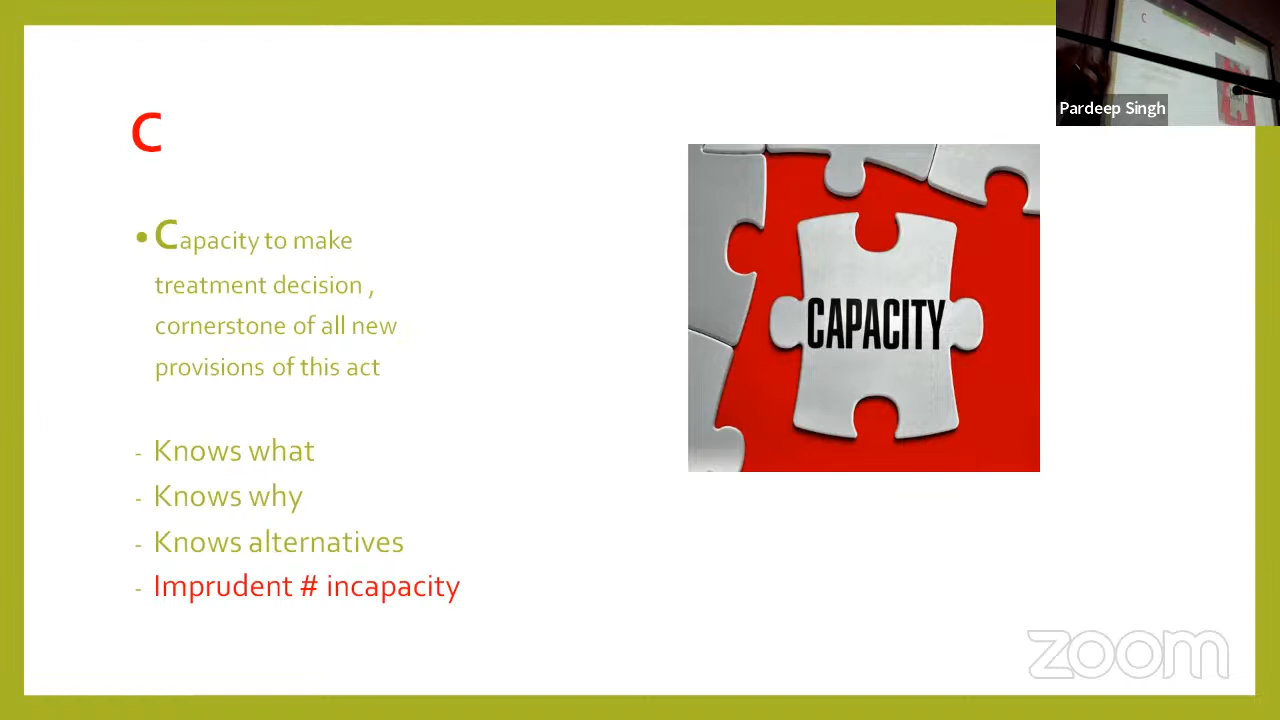 C
Pardeep Singh
C
• Capacity to make
treatment decision ,
cornerstone of all new
provisions of this act
- Knows what
- Knows why
- Knows alternatives
- Imprudent # incapacity
CAPACITY
zoom